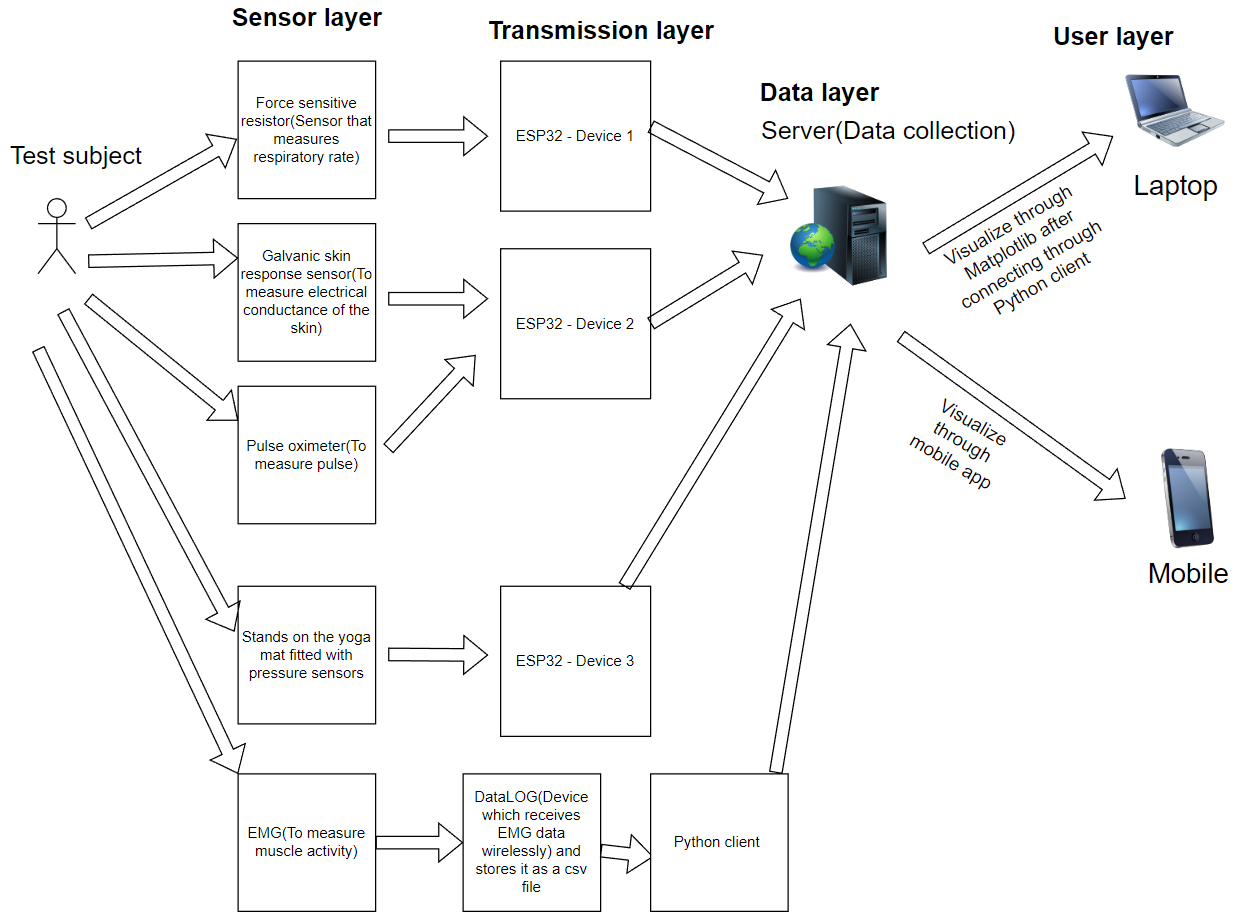 Sensor layer
Transmission layer
User layer
Data layer
Server(Data collection)
Test subject
Force sensitive
resistor(Sensor that
measures
respiratory rate)
ESP32 - Device 1
Laptop
Galvanic skin
response sensor(To
measure electrical
conductance of the
skin)
ESP32 - Device 2
Visualize through
Matplotlib after
connecting through
Python client
Pulse oximeter(To
measure pulse)
Visualize
through
mobile app
Mobile
Stands on the yoga
mat fitted with
pressure sensors
ESP32 - Device 3
EMG(To measure
muscle activity)
DataLOG(Device
which receives
EMG data
wirelessly) and
stores it as a csv
file
Python client